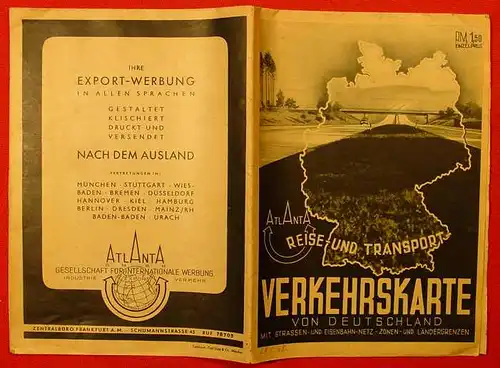 IHRE
EXPORT-WERBUNG
IN ALLEN SPRACHEN
GESTALTET
KLISCHIERT
DRUCKT UND
VERSENDET
NACH DEM AUSLAND
VERTRETUNGEN IN:
MÜNCHEN · STUTTGART · WIES-
BADEN · BREMEN · DÜSSELDORF
HANNOVER · KIEL · HAMBURG
BERLIN · DRESDEN · MAINZ/RH
BADEN-BADEN · URACH
ATLANTA
GESELLSCHAFT FÜR INTERNATIONALE WERBUNG
INDUSTRIE
VERKEHR
ZENTRALBÜRO FRANKFURT A.M. · SCHUMANNSTRASSE 45 RUF 78709
RM 1,50
EINZELPREIS
ATLANTA
REISE- UND TRANSPORT
VERKEHRSKARTE
VON DEUTSCHLAND
MIT STRASSEN- UND EISENBAHN-NETZ - ZONEN- UND LÄNDERGRENZEN